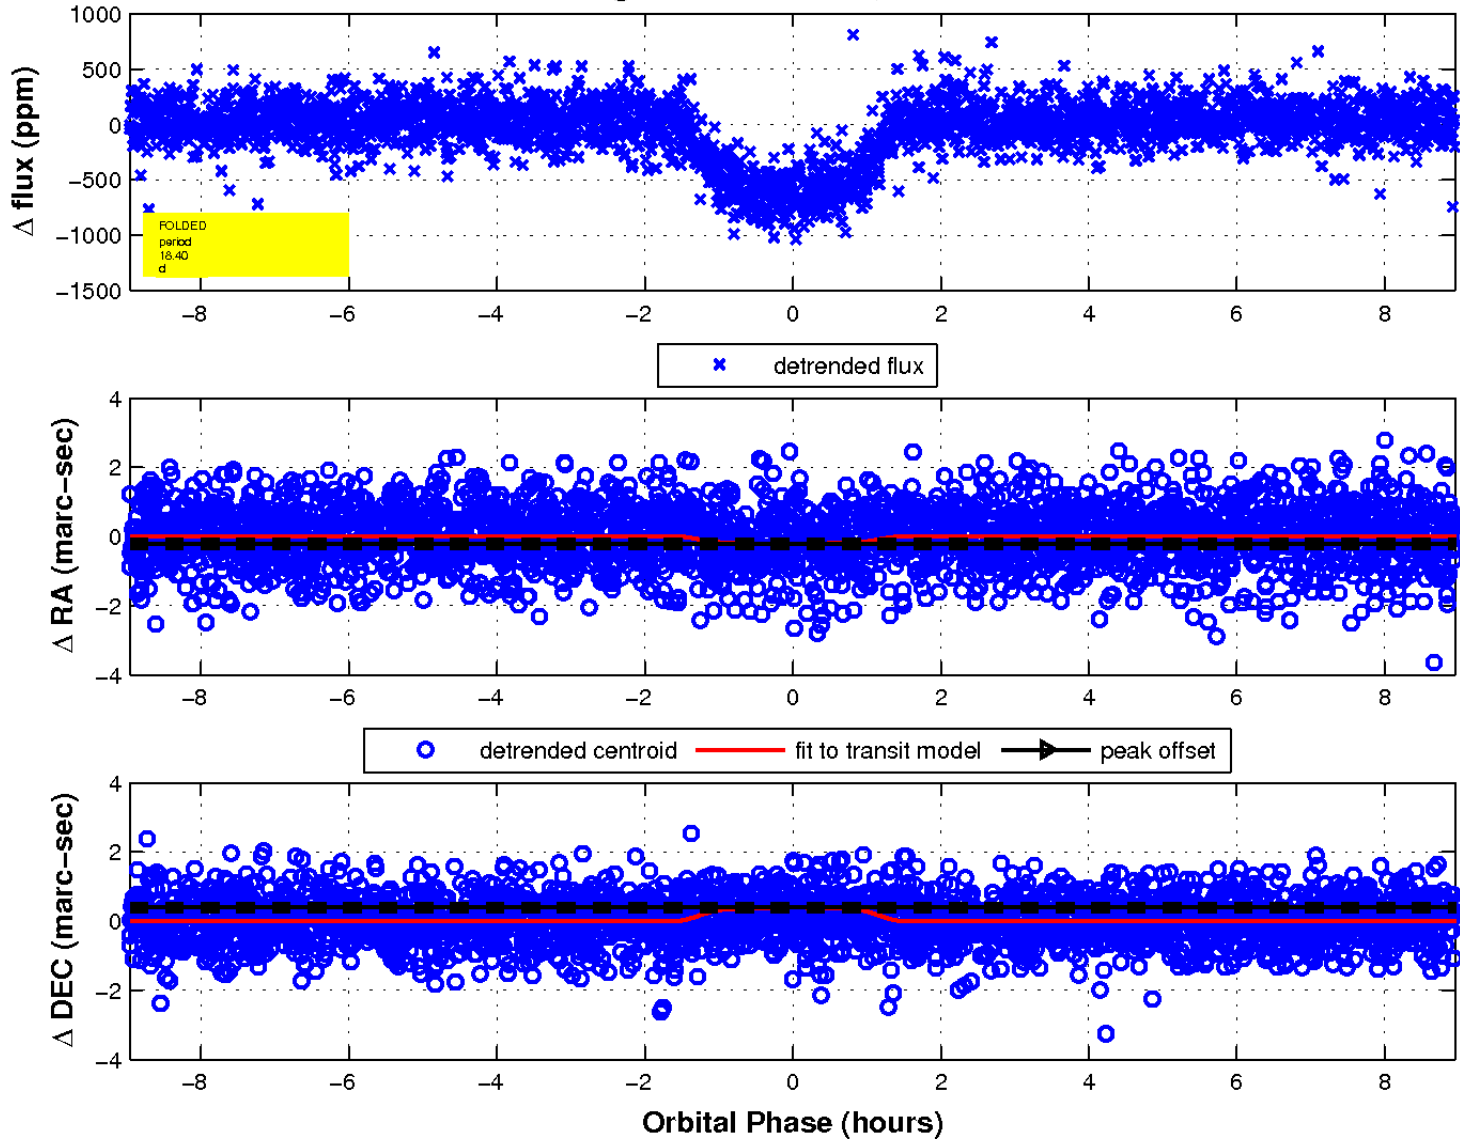 1000
500
0
−500
−1000
−1500
Δ flux (ppm)
FOLDED
period
18.40
d
−8 −6 −4 −2 0 2 4 6 8
detrended flux
4
2
0
−2
−4
Δ RA (marc−sec)
−8 −6 −4 −2 0 2 4 6 8
detrended centroid fit to transit model peak offset
4
2
0
−2
−4
Δ DEC (marc−sec)
−8 −6 −4 −2 0 2 4 6 8
Orbital Phase (hours)